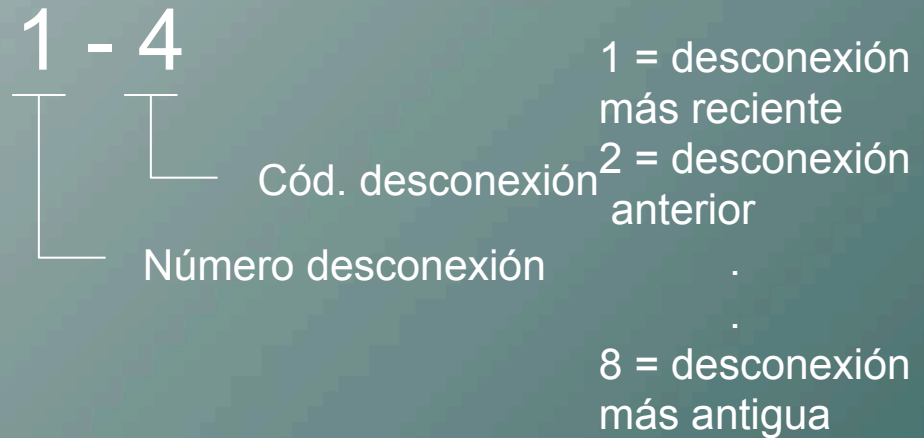 1 - 4
Cód. desconexión
Número desconexión
1 = desconexión
más reciente
2 = desconexión
anterior
.
.
8 = desconexión
más antigua